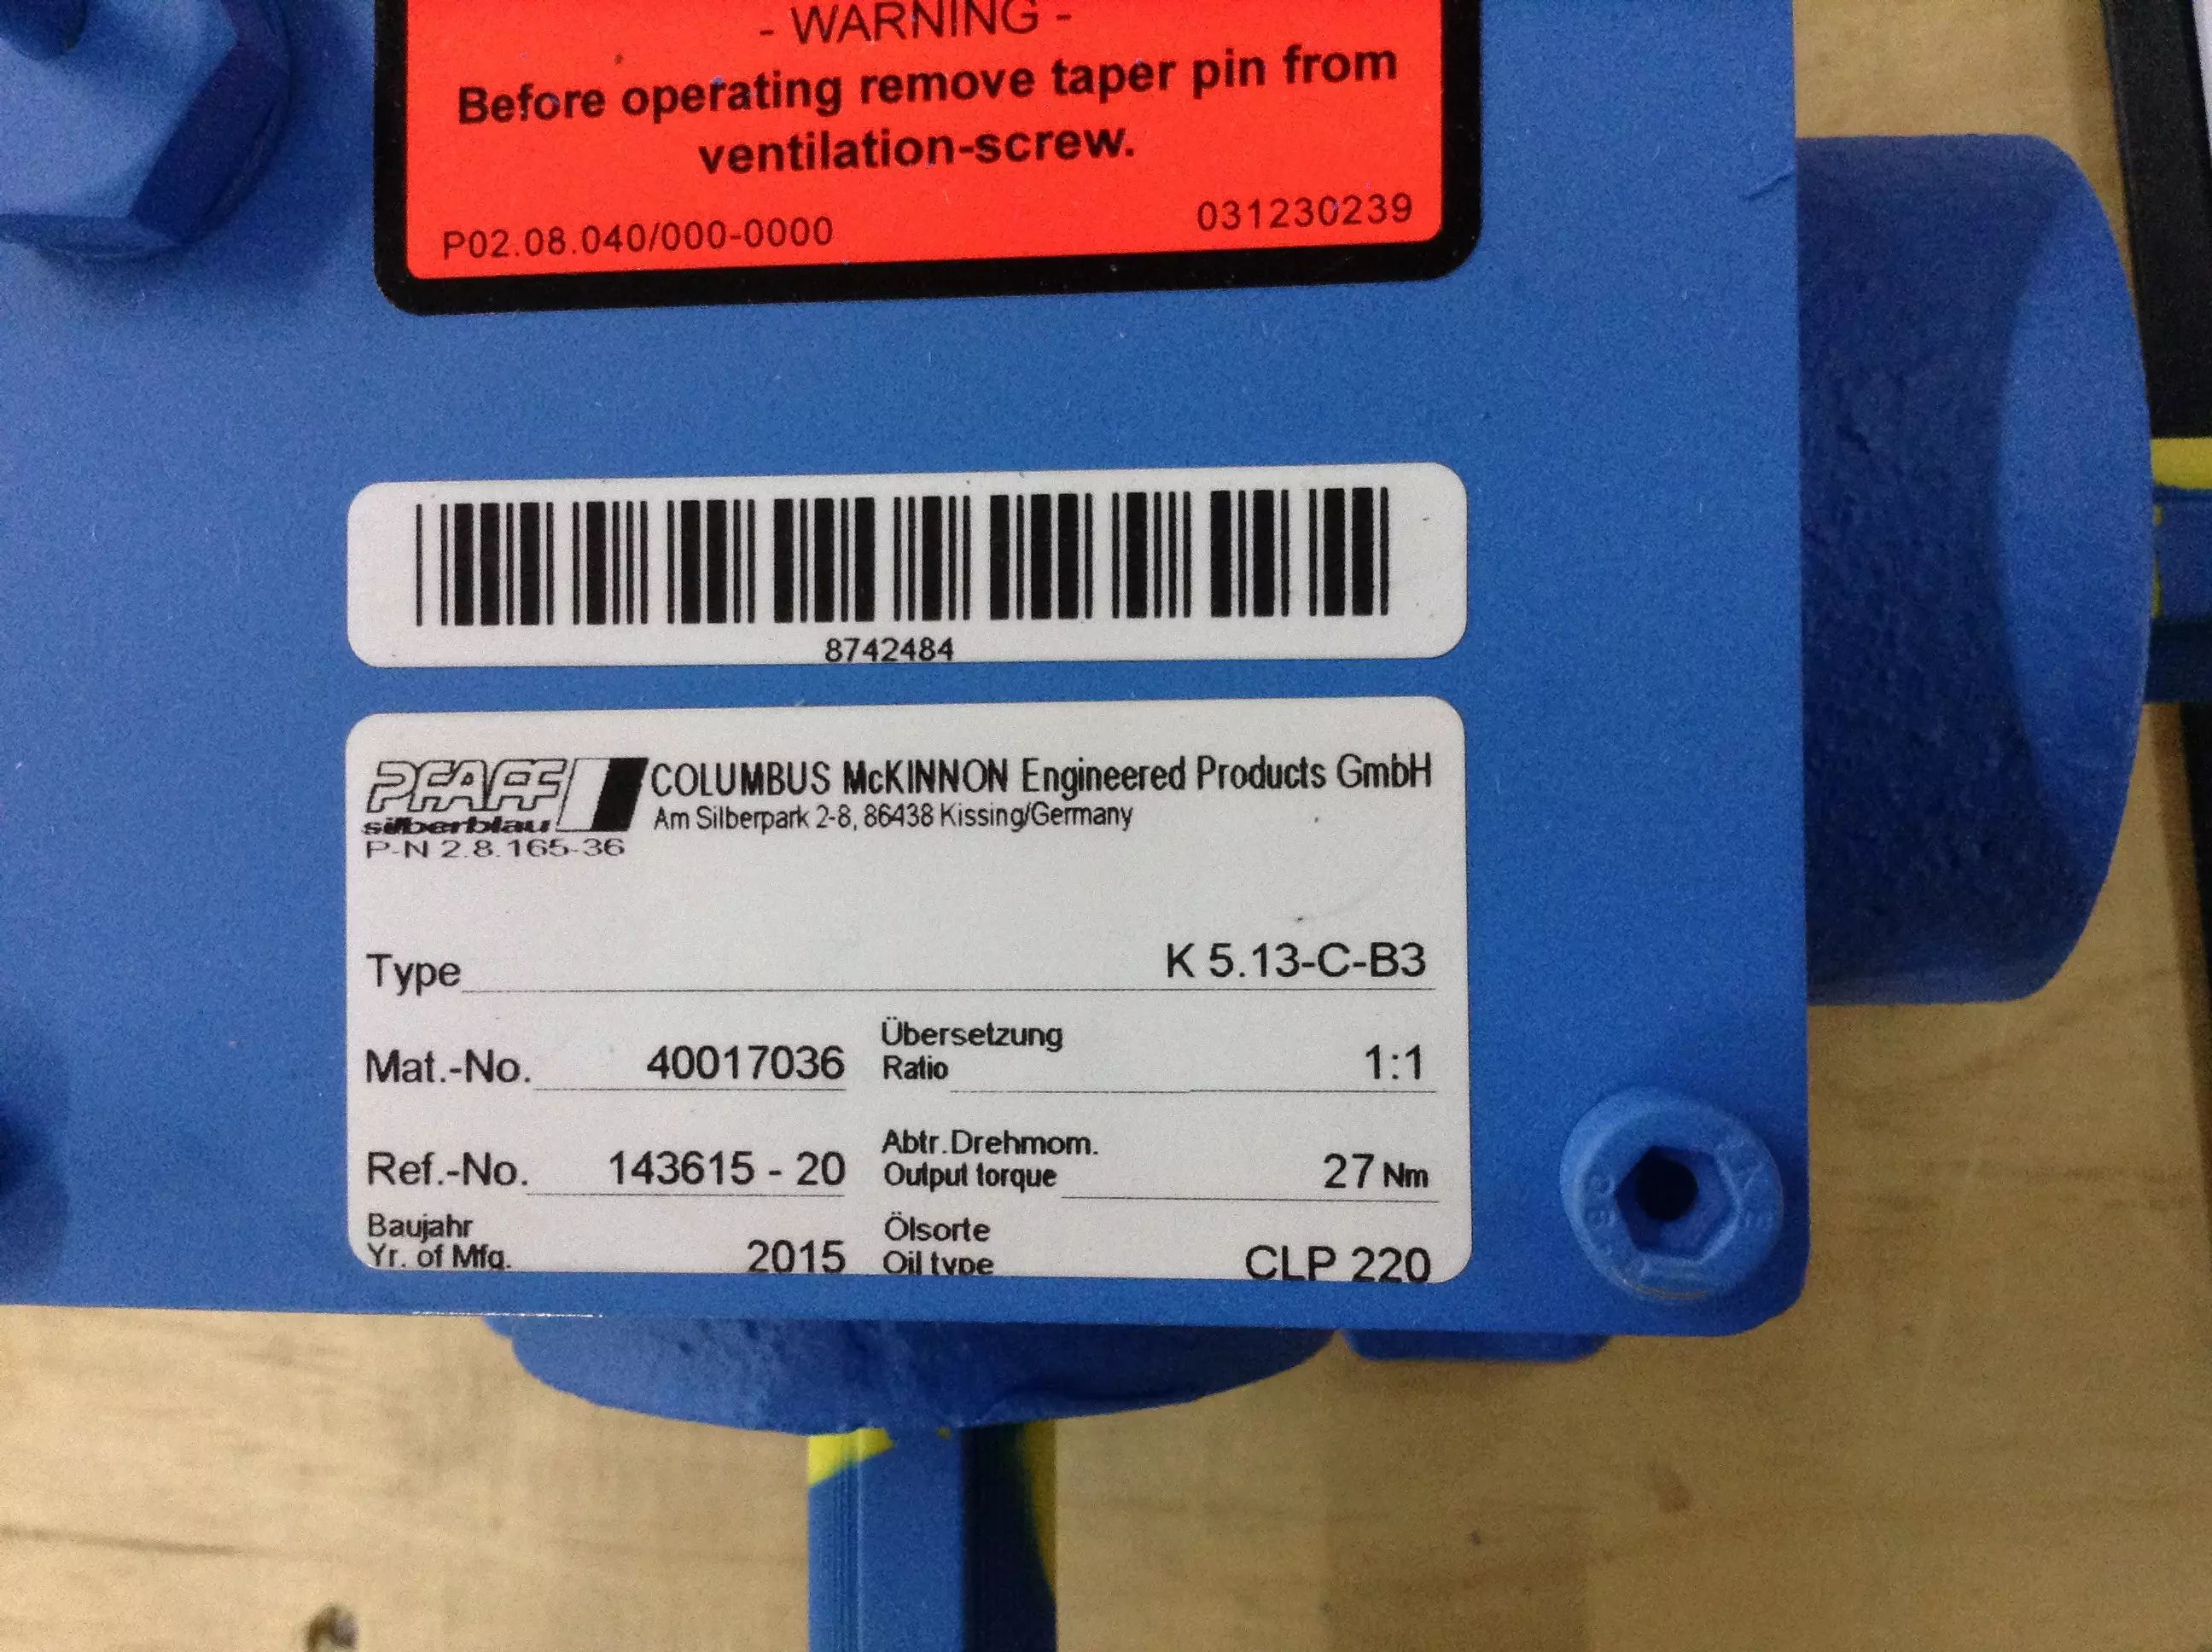 - WARNING -
Before operating remove taper pin from
ventilation-screw.
P02.08.040/000-0000 031230239
8742484
PFAFF silberblau COLUMBUS McKINNON Engineered Products GmbH
Am Silberpark 2-8, 86438 Kissing/Germany
P-N 2.8.165-36
Type K 5.13-C-B3
Mat.-No. 40017036 Übersetzung Ratio 1:1
Ref.-No. 143615 - 20 Abtr.Drehmom. Output torque 27 Nm
Baujahr Yr. of Mfg. 2015 Ölsorte Oil type CLP 220